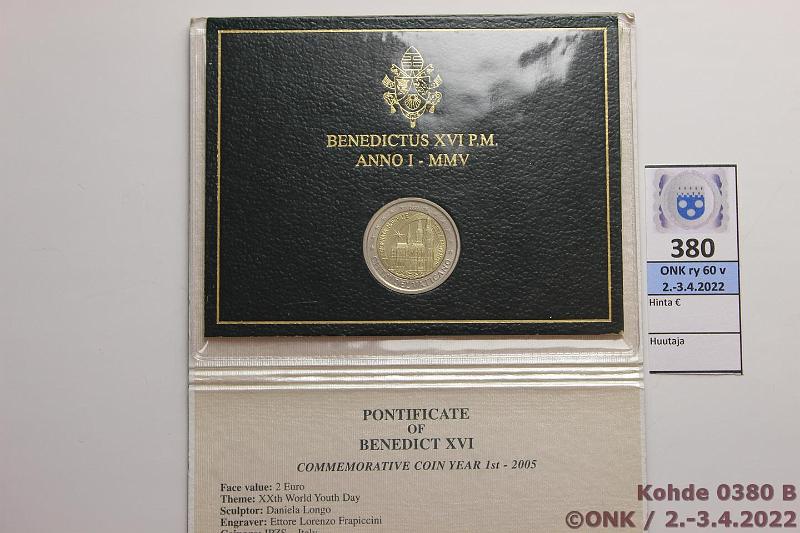 BENEDICTUS XVI P.M.
ANNO I - MMV
380
ONK ry 60 v
2.-3.4.2022
Hinta €
Huutaja
PONTIFICATE
OF
BENEDICT XVI
COMMEMORATIVE COIN YEAR 1st - 2005
Face value: 2 Euro
Theme: XXth World Youth Day
Sculptor: Daniela Longo
Engraver: Ettore Lorenzo Frapiccini
Kohde 0380 B
©ONK / 2.-3.4.2022